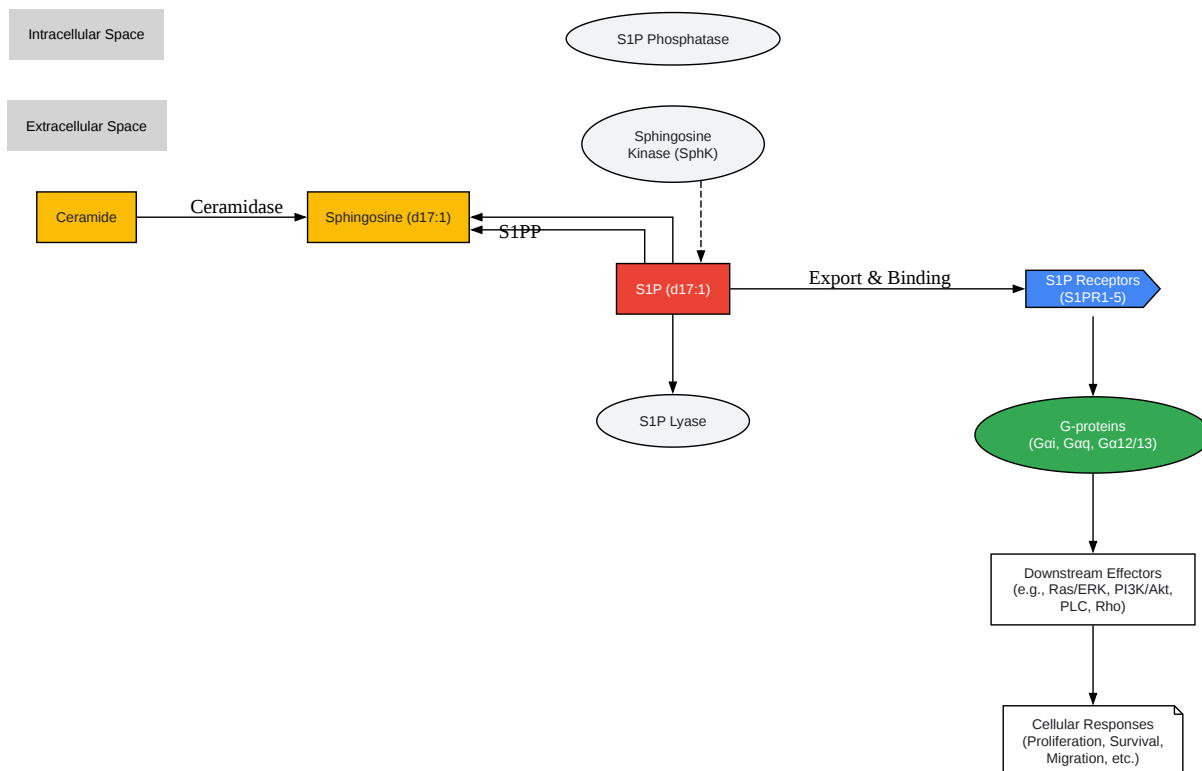 Intracellular Space
S1P Phosphatase
Extracellular Space
Sphingosine
Kinase (SphK)
Ceramide
Ceramidase
Sphingosine (d17:1)
S1PP
S1P (d17:1)
Export & Binding
S1P Receptors
(S1PR1-5)
S1P Lyase
G-proteins
(Gαi, Gαq, Gα12/13)
Downstream Effectors
(e.g., Ras/ERK, PI3K/Akt,
PLC, Rho)
Cellular Responses
(Proliferation, Survival,
Migration, etc.)